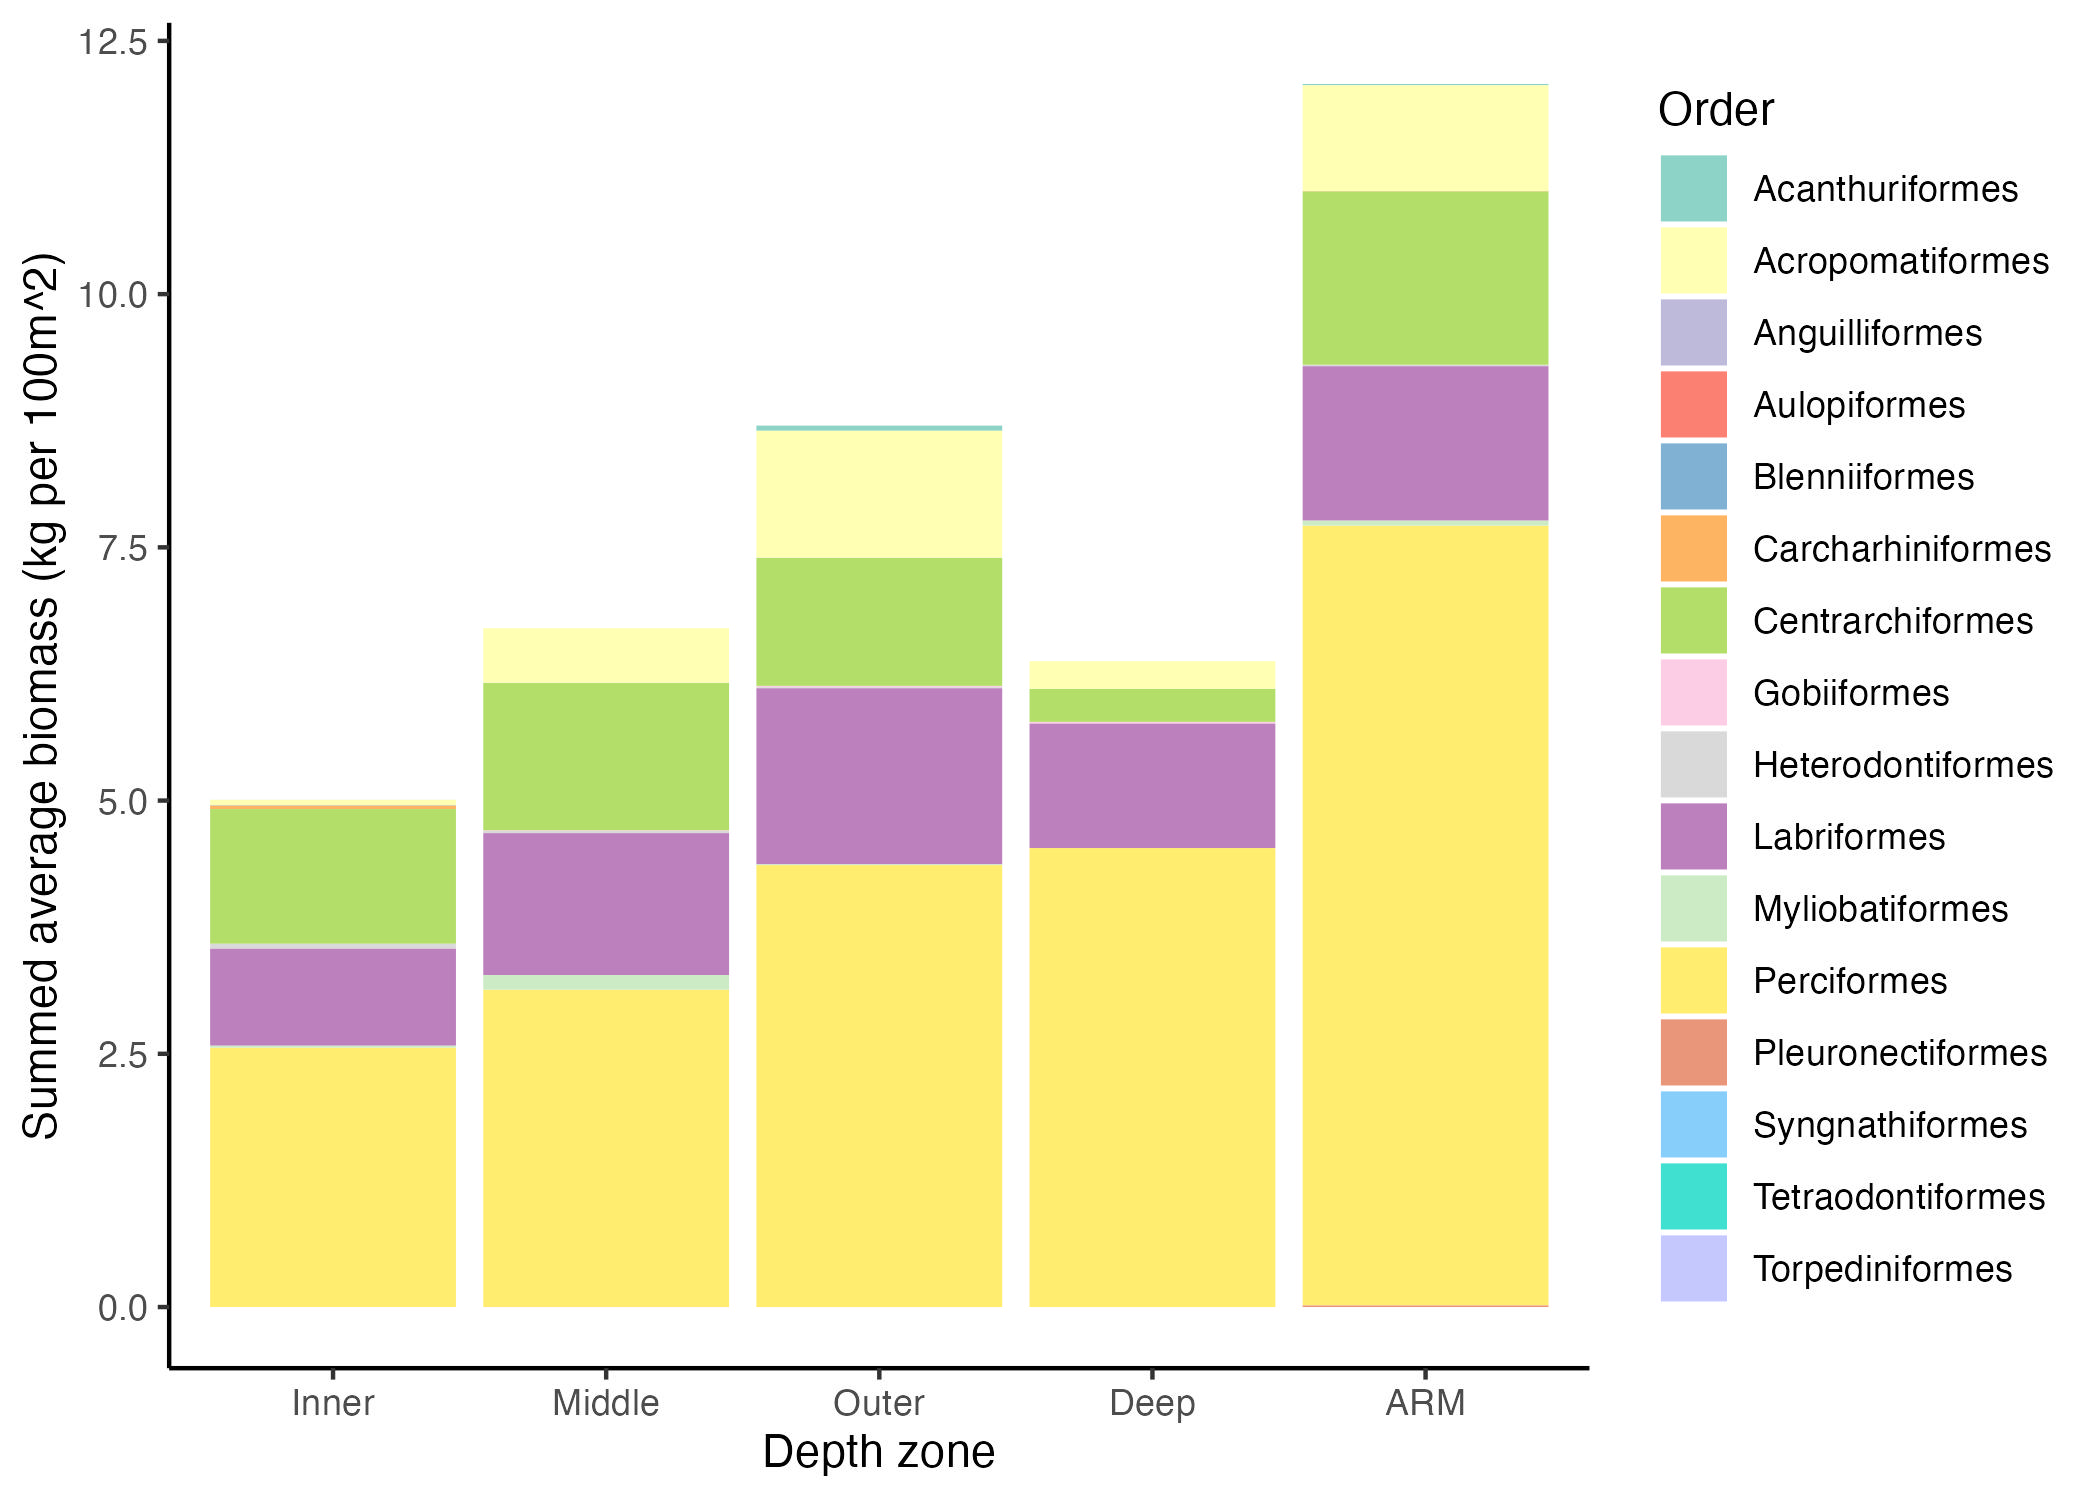 Summed average biomass (kg per 100m^2)
12.5
10.0
7.5
5.0
2.5
0.0
Inner Middle Outer Deep ARM
Depth zone
Order
Acanthuriformes
Acropomatiformes
Anguilliformes
Aulopiformes
Blenniiformes
Carcharhiniformes
Centrarchiformes
Gobiiformes
Heterodontiformes
Labriformes
Myliobatiformes
Perciformes
Pleuronectiformes
Syngnathiformes
Tetraodontiformes
Torpediniformes